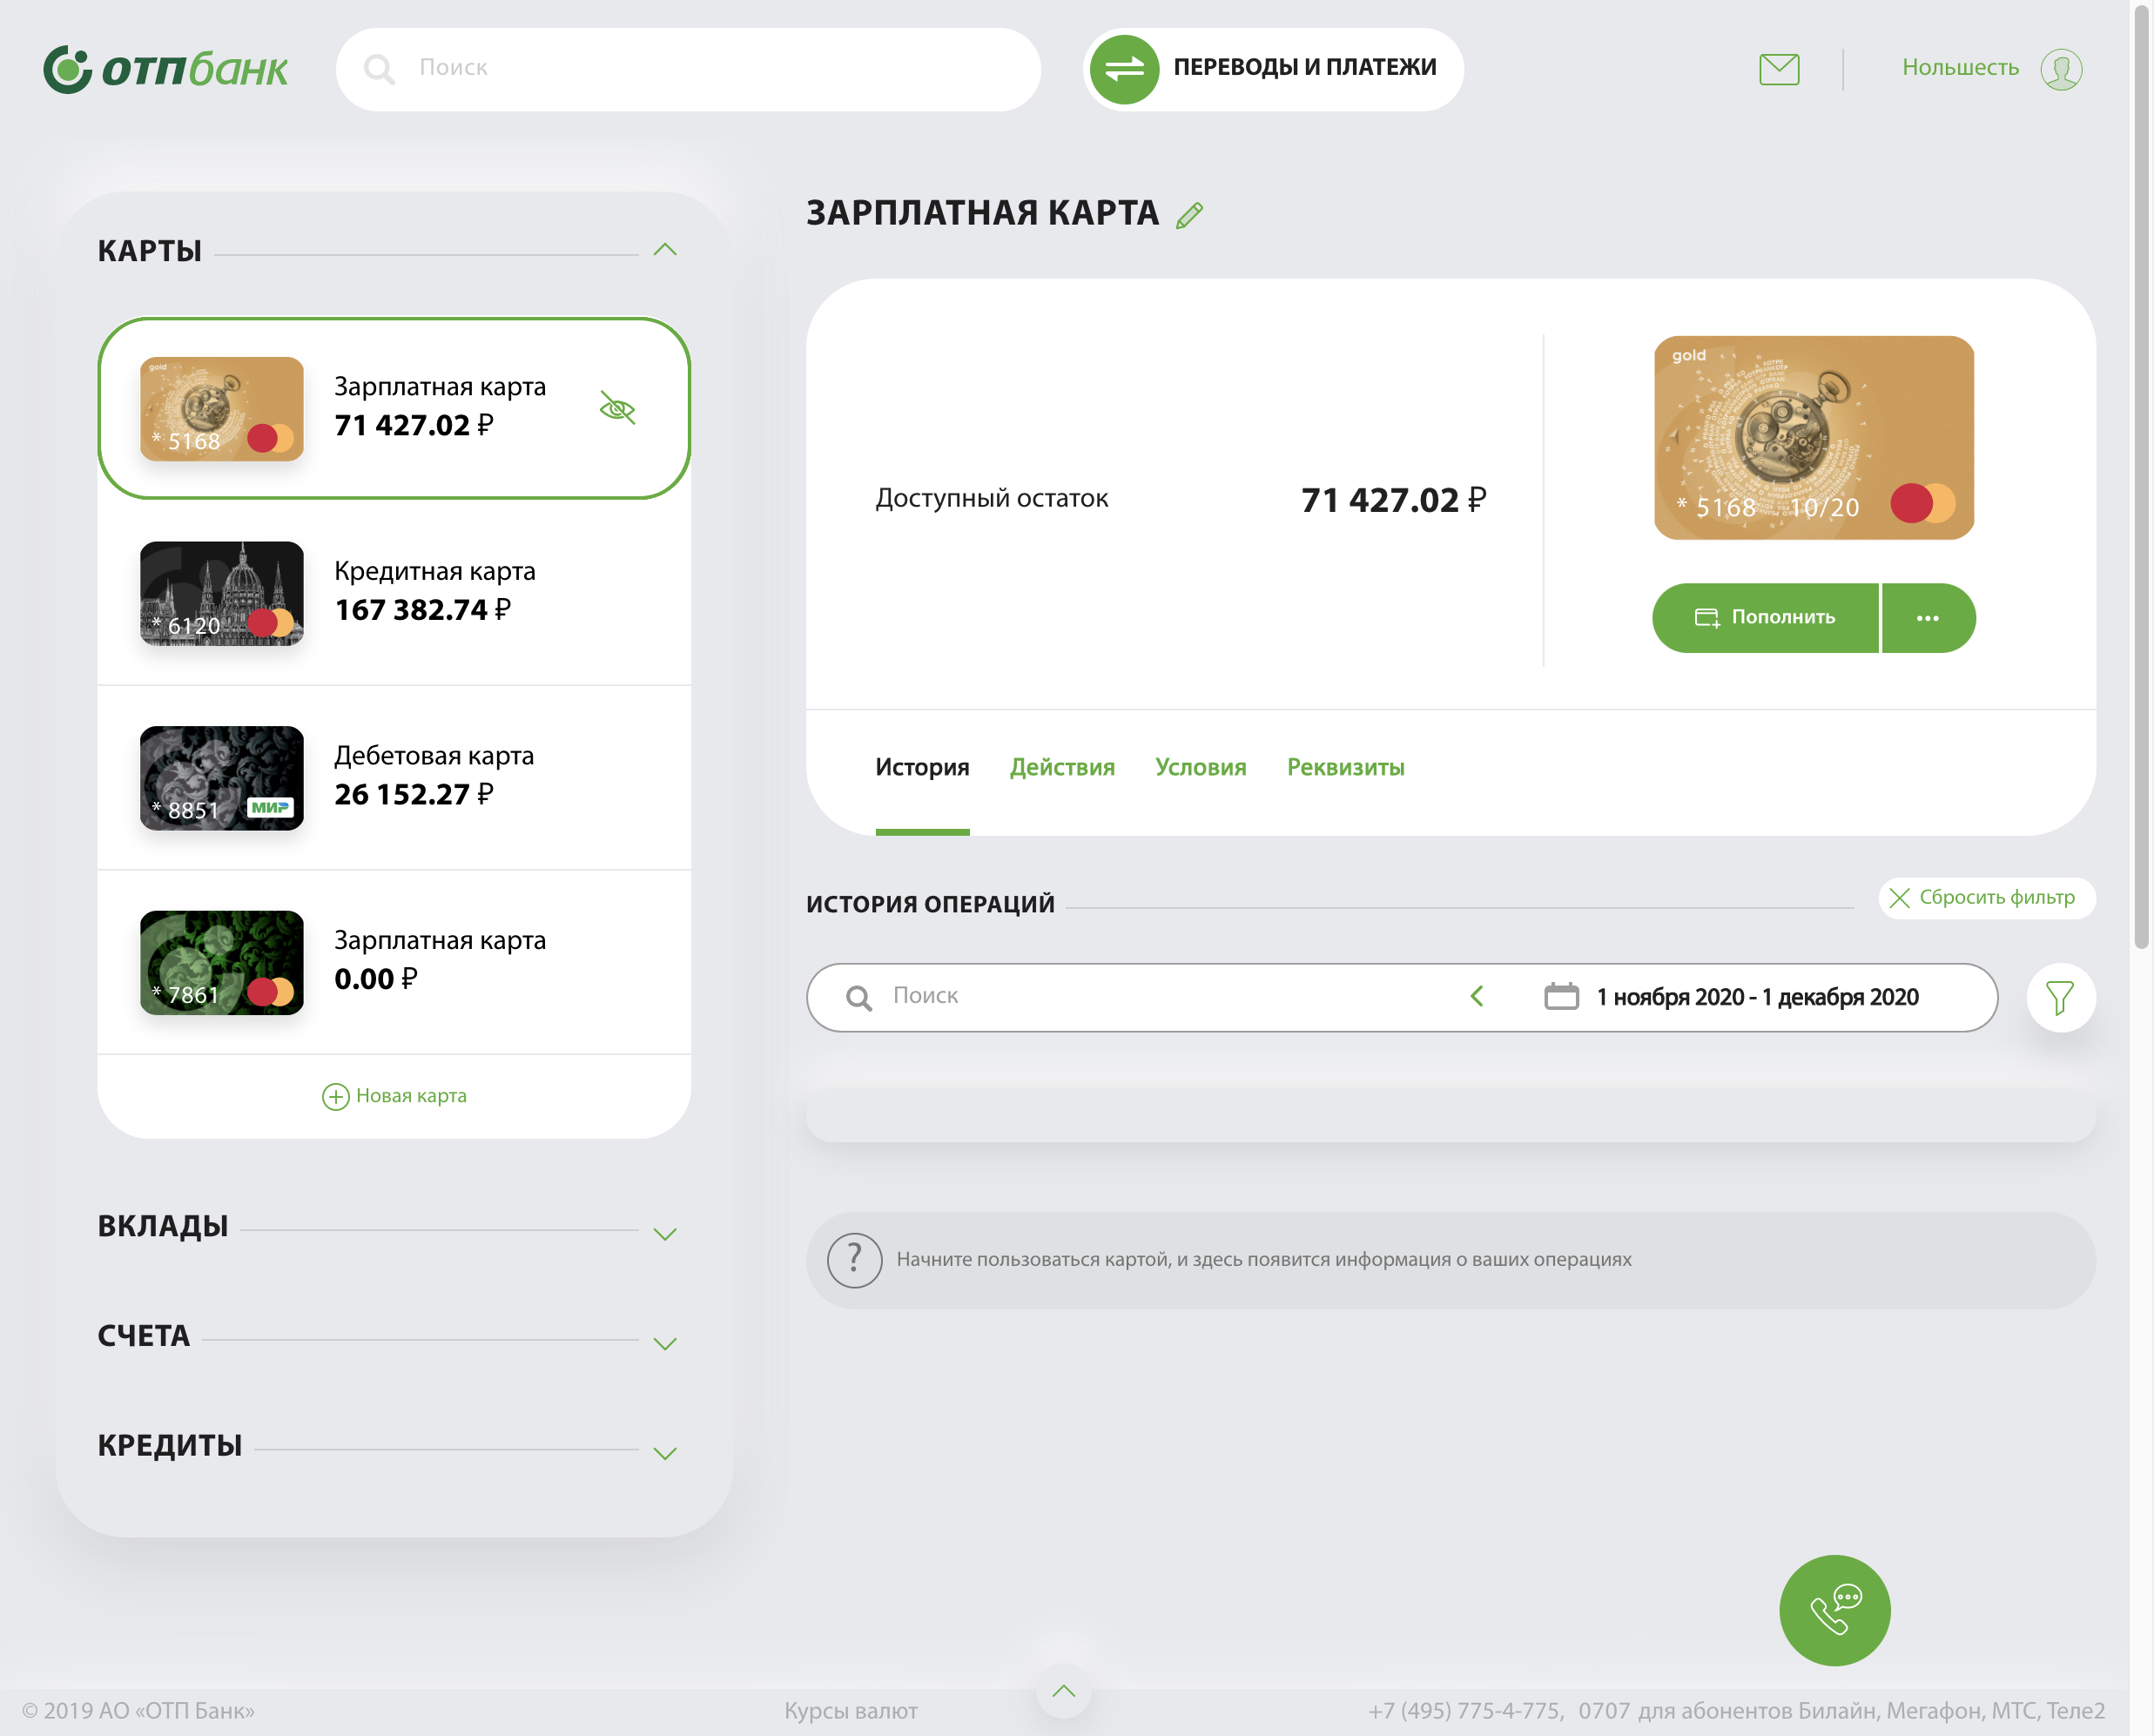 ОТПбанк
Поиск
ПЕРЕВОДЫ И ПЛАТЕЖИ
Нольшесть
КАРТЫ
gold
* 5168
Зарплатная карта
71 427.02 ₽
* 6120
Кредитная карта
167 382.74 ₽
* 8851
МИР
Дебетовая карта
26 152.27 ₽
* 7861
Зарплатная карта
0.00 ₽
Новая карта
ВКЛАДЫ
СЧЕТА
КРЕДИТЫ
ЗАРПЛАТНАЯ КАРТА
Доступный остаток
71 427.02 ₽
gold
* 5168 10/20
Пополнить
История Действия Условия Реквизиты
ИСТОРИЯ ОПЕРАЦИЙ
Сбросить фильтр
Поиск
1 ноября 2020 - 1 декабря 2020
? Начните пользоваться картой, и здесь появится информация о ваших операциях
© 2019 АО «ОТП Банк»
Курсы валют
+7 (495) 775-4-775, 0707 для абонентов Билайн, Мегафон, МТС, Теле2